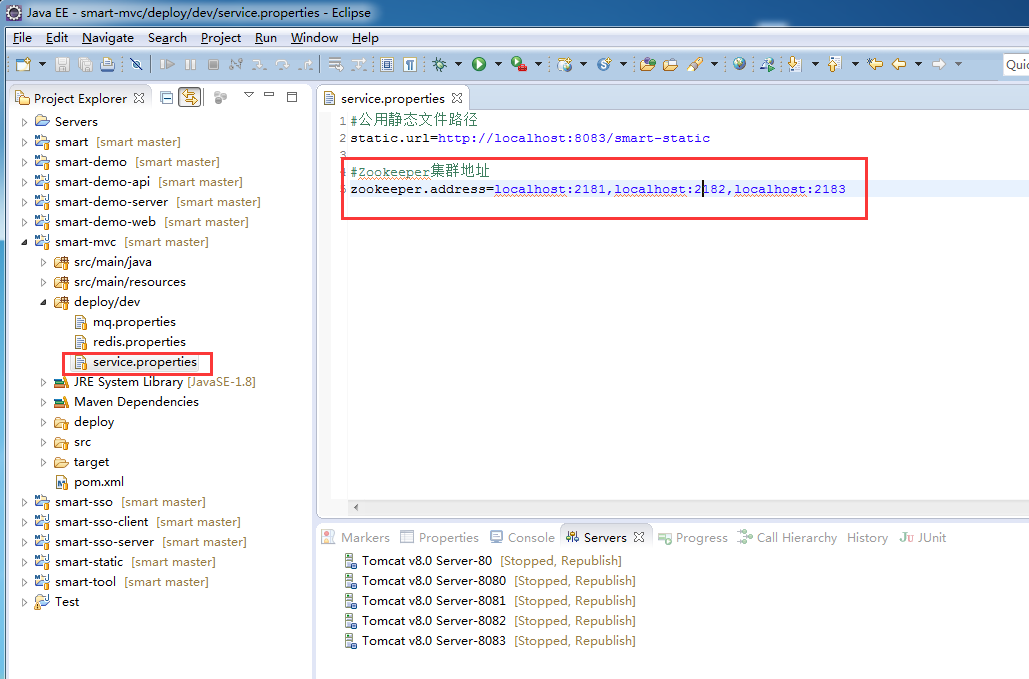 Java EE - smart-mvc/deploy/dev/service.properties - Eclipse
File Edit Navigate Search Project Run Window Help
Quic
Project Explorer
Servers
smart [smart master]
smart-demo [smart master]
smart-demo-api [smart master]
smart-demo-server [smart master]
smart-demo-web [smart master]
smart-mvc [smart master]
src/main/java
src/main/resources
deploy/dev
mq.properties
redis.properties
service.properties
JRE System Library [JavaSE-1.8]
Maven Dependencies
deploy
src
target
pom.xml
smart-sso [smart master]
smart-sso-client [smart master]
smart-sso-server [smart master]
smart-static [smart master]
smart-tool [smart master]
Test
service.properties
1 #公用静态文件路径
2 static.url=http://localhost:8083/smart-static
3
4 #Zookeeper集群地址
5 zookeeper.address=localhost:2181,localhost:2182,localhost:2183
Markers Properties Console Servers Progress Call Hierarchy History JUnit
Tomcat v8.0 Server-80 [Stopped, Republish]
Tomcat v8.0 Server-8080 [Stopped, Republish]
Tomcat v8.0 Server-8081 [Stopped, Republish]
Tomcat v8.0 Server-8082 [Stopped, Republish]
Tomcat v8.0 Server-8083 [Stopped, Republish]